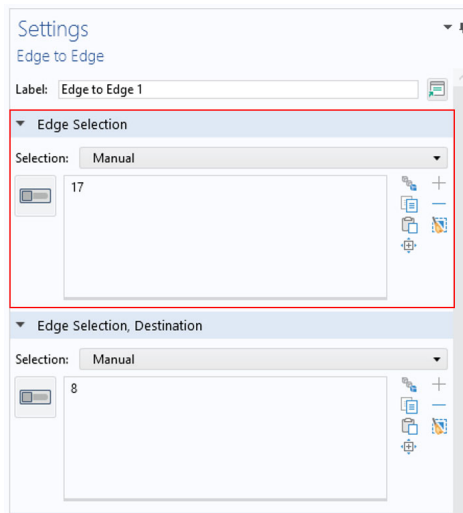 Settings
Edge to Edge
Label: Edge to Edge 1
Edge Selection
Selection: Manual
17
Edge Selection, Destination
Selection: Manual
8